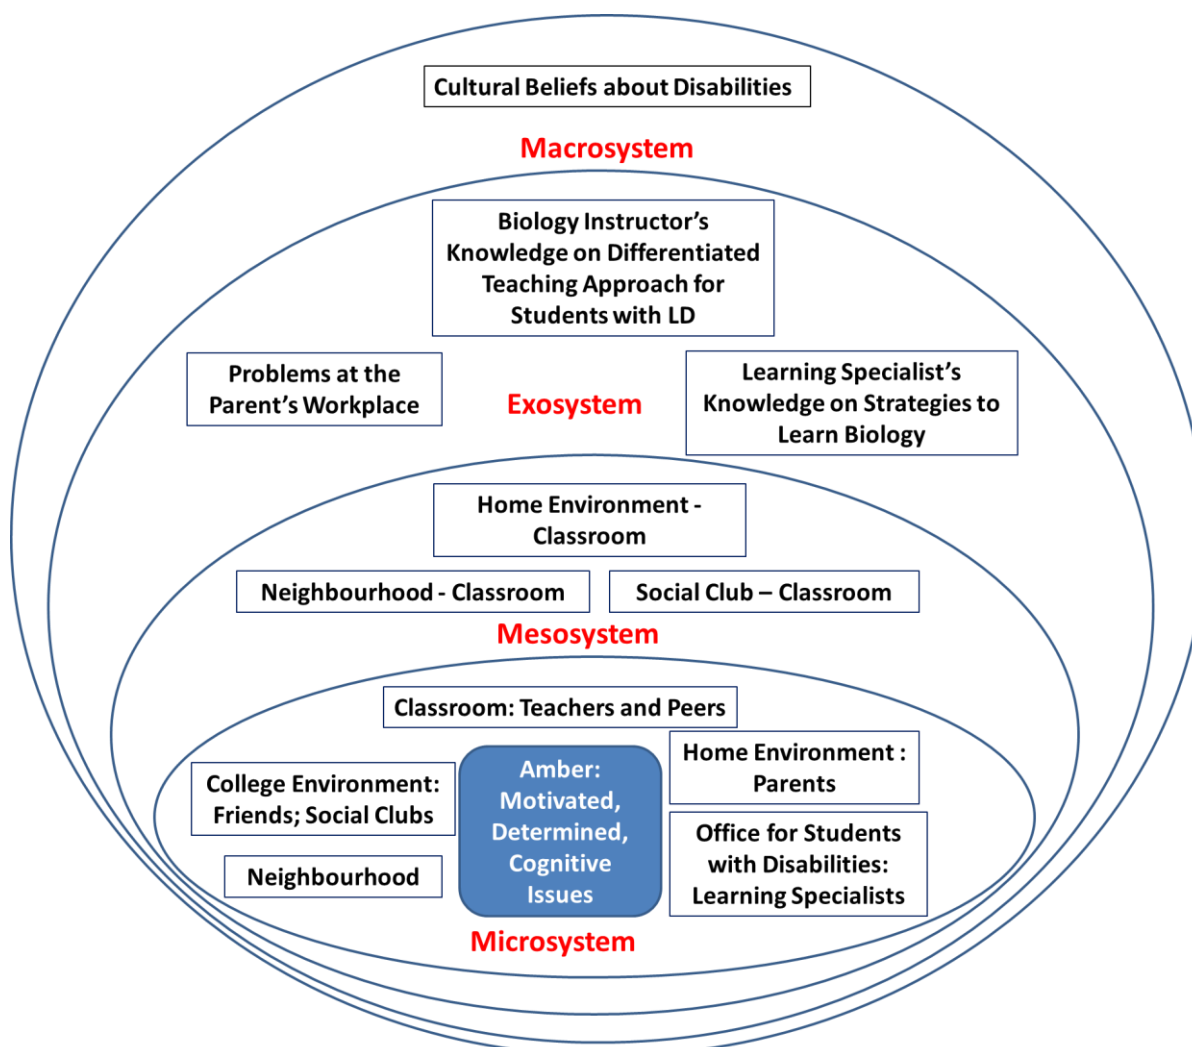 Cultural Beliefs about Disabilities
Macrosystem
Biology Instructor's
Knowledge on Differentiated
Teaching Approach for
Students with LD
Problems at the
Parent's Workplace
Exosystem
Learning Specialist's
Knowledge on Strategies to
Learn Biology
Home Environment -
Classroom
Neighbourhood - Classroom
Social Club – Classroom
Mesosystem
Classroom: Teachers and Peers
College Environment:
Friends; Social Clubs
Neighbourhood
Amber:
Motivated,
Determined,
Cognitive
Issues
Home Environment :
Parents
Office for Students
with Disabilities:
Learning Specialists
Microsystem